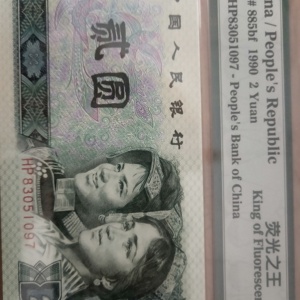 中国人民银行
贰圆
HP83051097
na / People's Republic
# 885bf 1990 2 Yuan
HP83051097 - People's Bank of China
荧光之王
King of Fluoresce